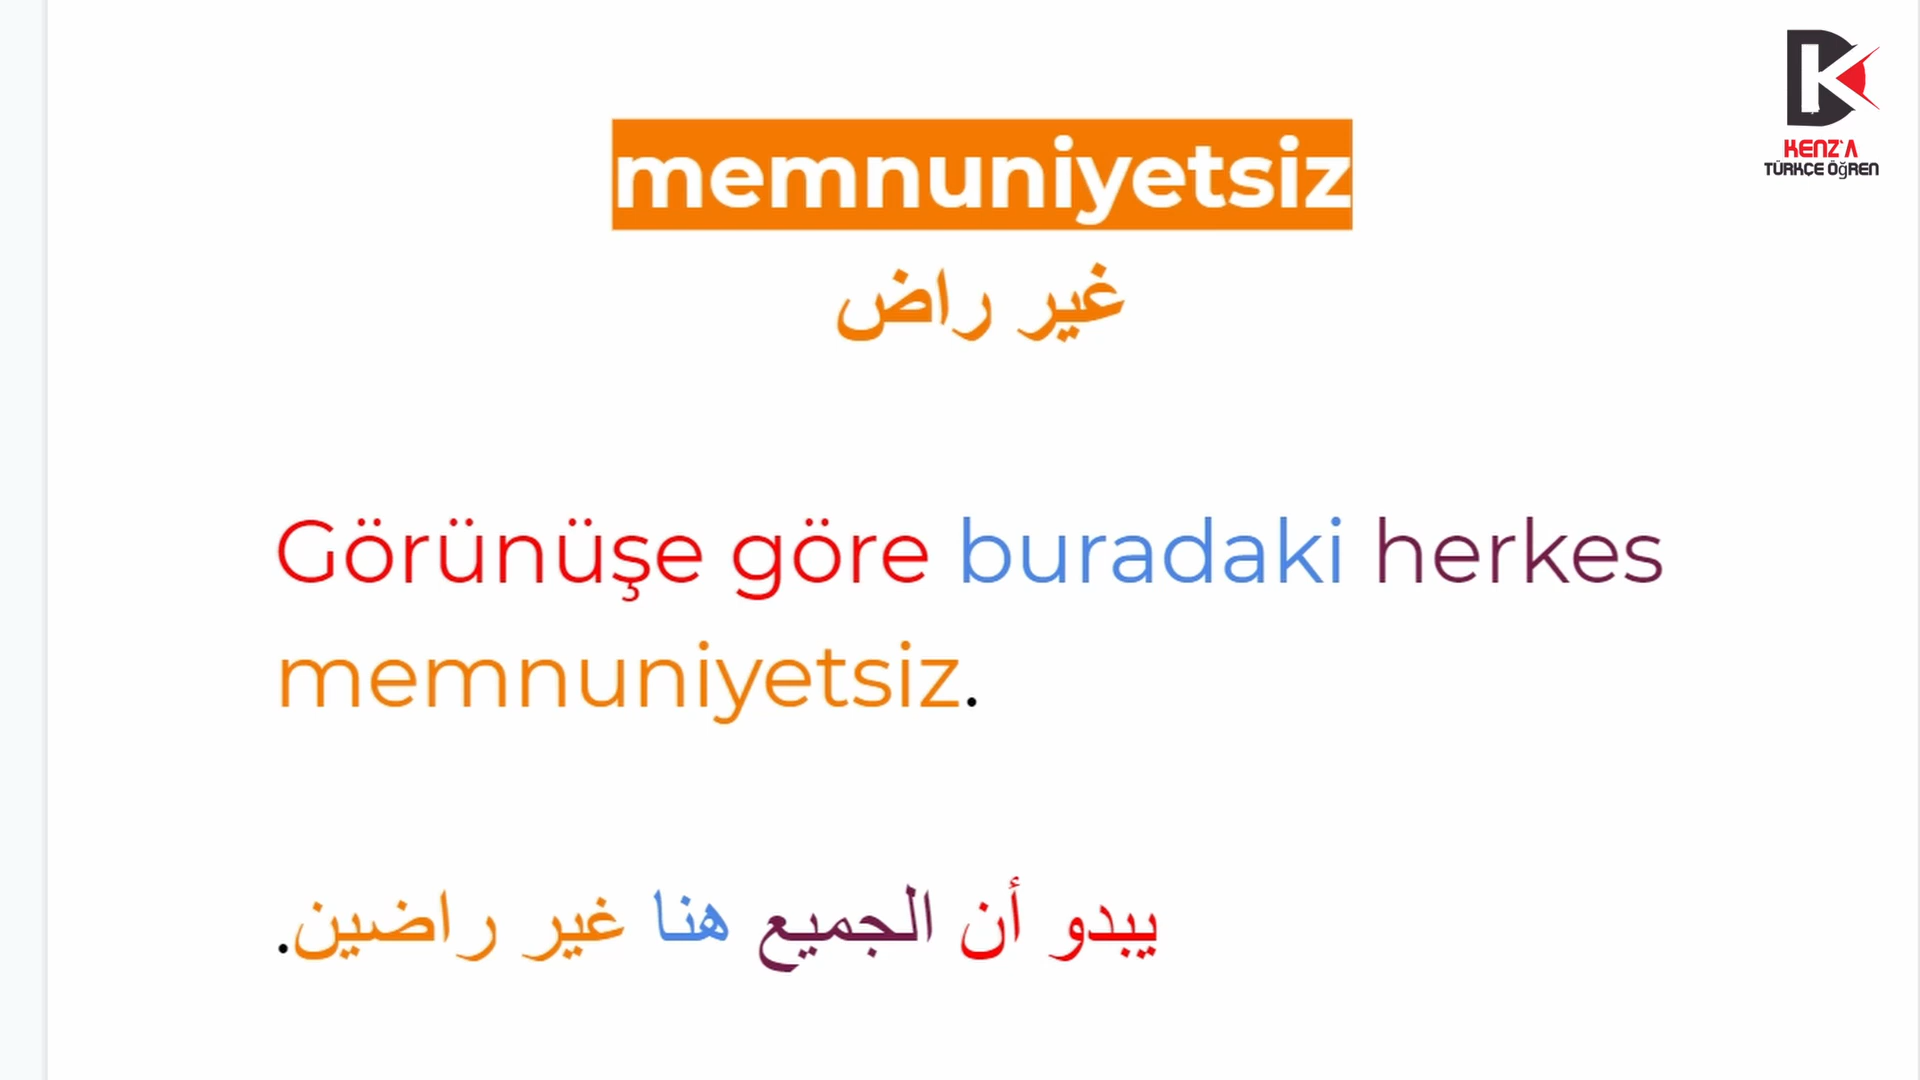 KENZ'A
TÜRKÇE ÖĞREN
memnuniyetsiz
غير راض
Görünüşe göre buradaki herkes
memnuniyetsiz.
يبدو أن الجميع هنا غير راضين.